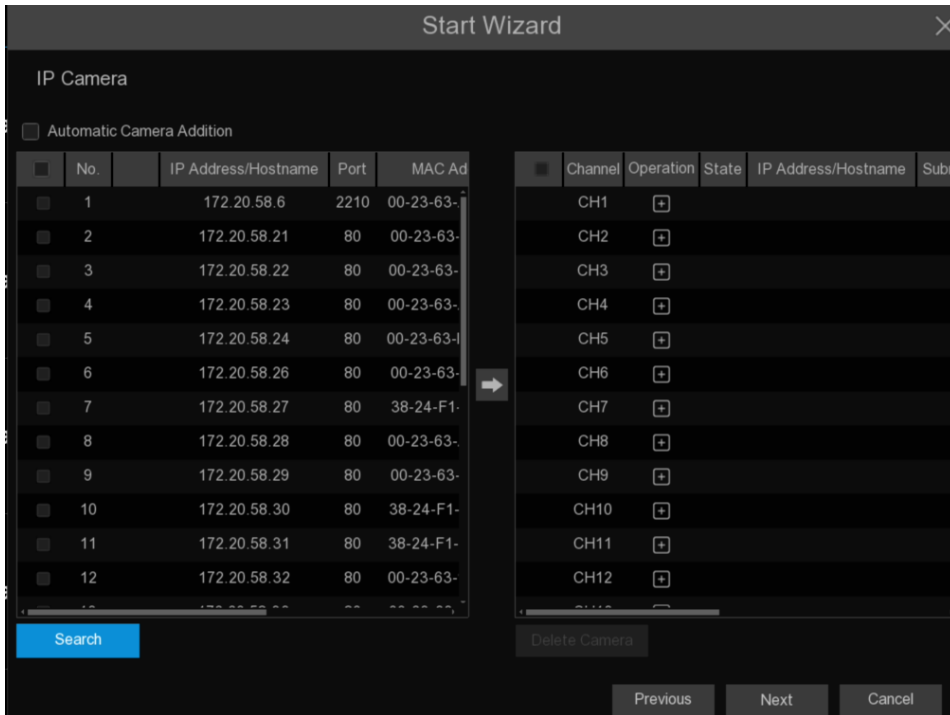 Start Wizard
IP Camera
Automatic Camera Addition
No. IP Address/Hostname Port MAC Ad Channel Operation State IP Address/Hostname Sub
1 172.20.58.6 2210 00-23-63- CH1
2 172.20.58.21 80 00-23-63- CH2
3 172.20.58.22 80 00-23-63- CH3
4 172.20.58.23 80 00-23-63- CH4
5 172.20.58.24 80 00-23-63- CH5
6 172.20.58.26 80 00-23-63- CH6
7 172.20.58.27 80 38-24-F1- CH7
8 172.20.58.28 80 00-23-63- CH8
9 172.20.58.29 80 00-23-63- CH9
10 172.20.58.30 80 38-24-F1- CH10
11 172.20.58.31 80 38-24-F1- CH11
12 172.20.58.32 80 00-23-63- CH12
Search Delete Camera
Previous Next Cancel